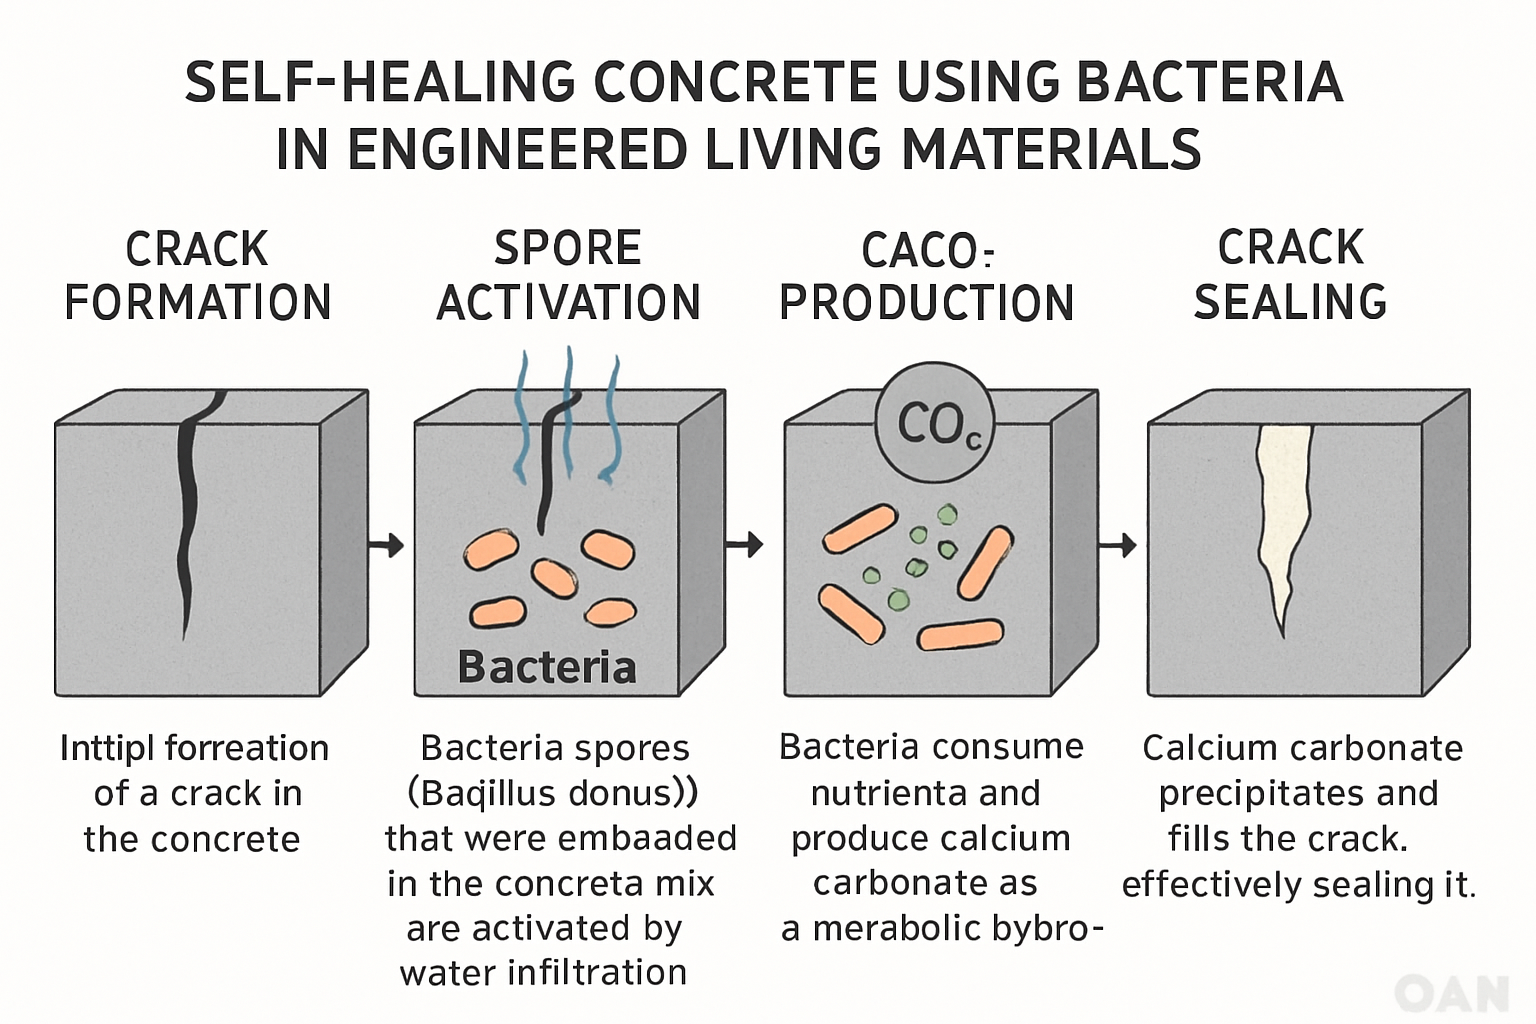 SELF-HEALING CONCRETE USING BACTERIA
IN ENGINEERED LIVING MATERIALS
CRACK
FORMATION
SPORE
ACTIVATION
CACO:-
PRODUCTION
CRACK
SEALING
Bacteria
COc
Inttipl forreation
of a crack in
the concrete
Bacteria spores
(Baqillus donus))
that were embaaded
in the concreta mix
are activated by
water infiltration
Bacteria consume
nutrienta and
produce calcium
carbonate as
a merabolic bybro-
Calcium carbonate
precipitates and
fills the crack.
effectively sealing it.
OAN